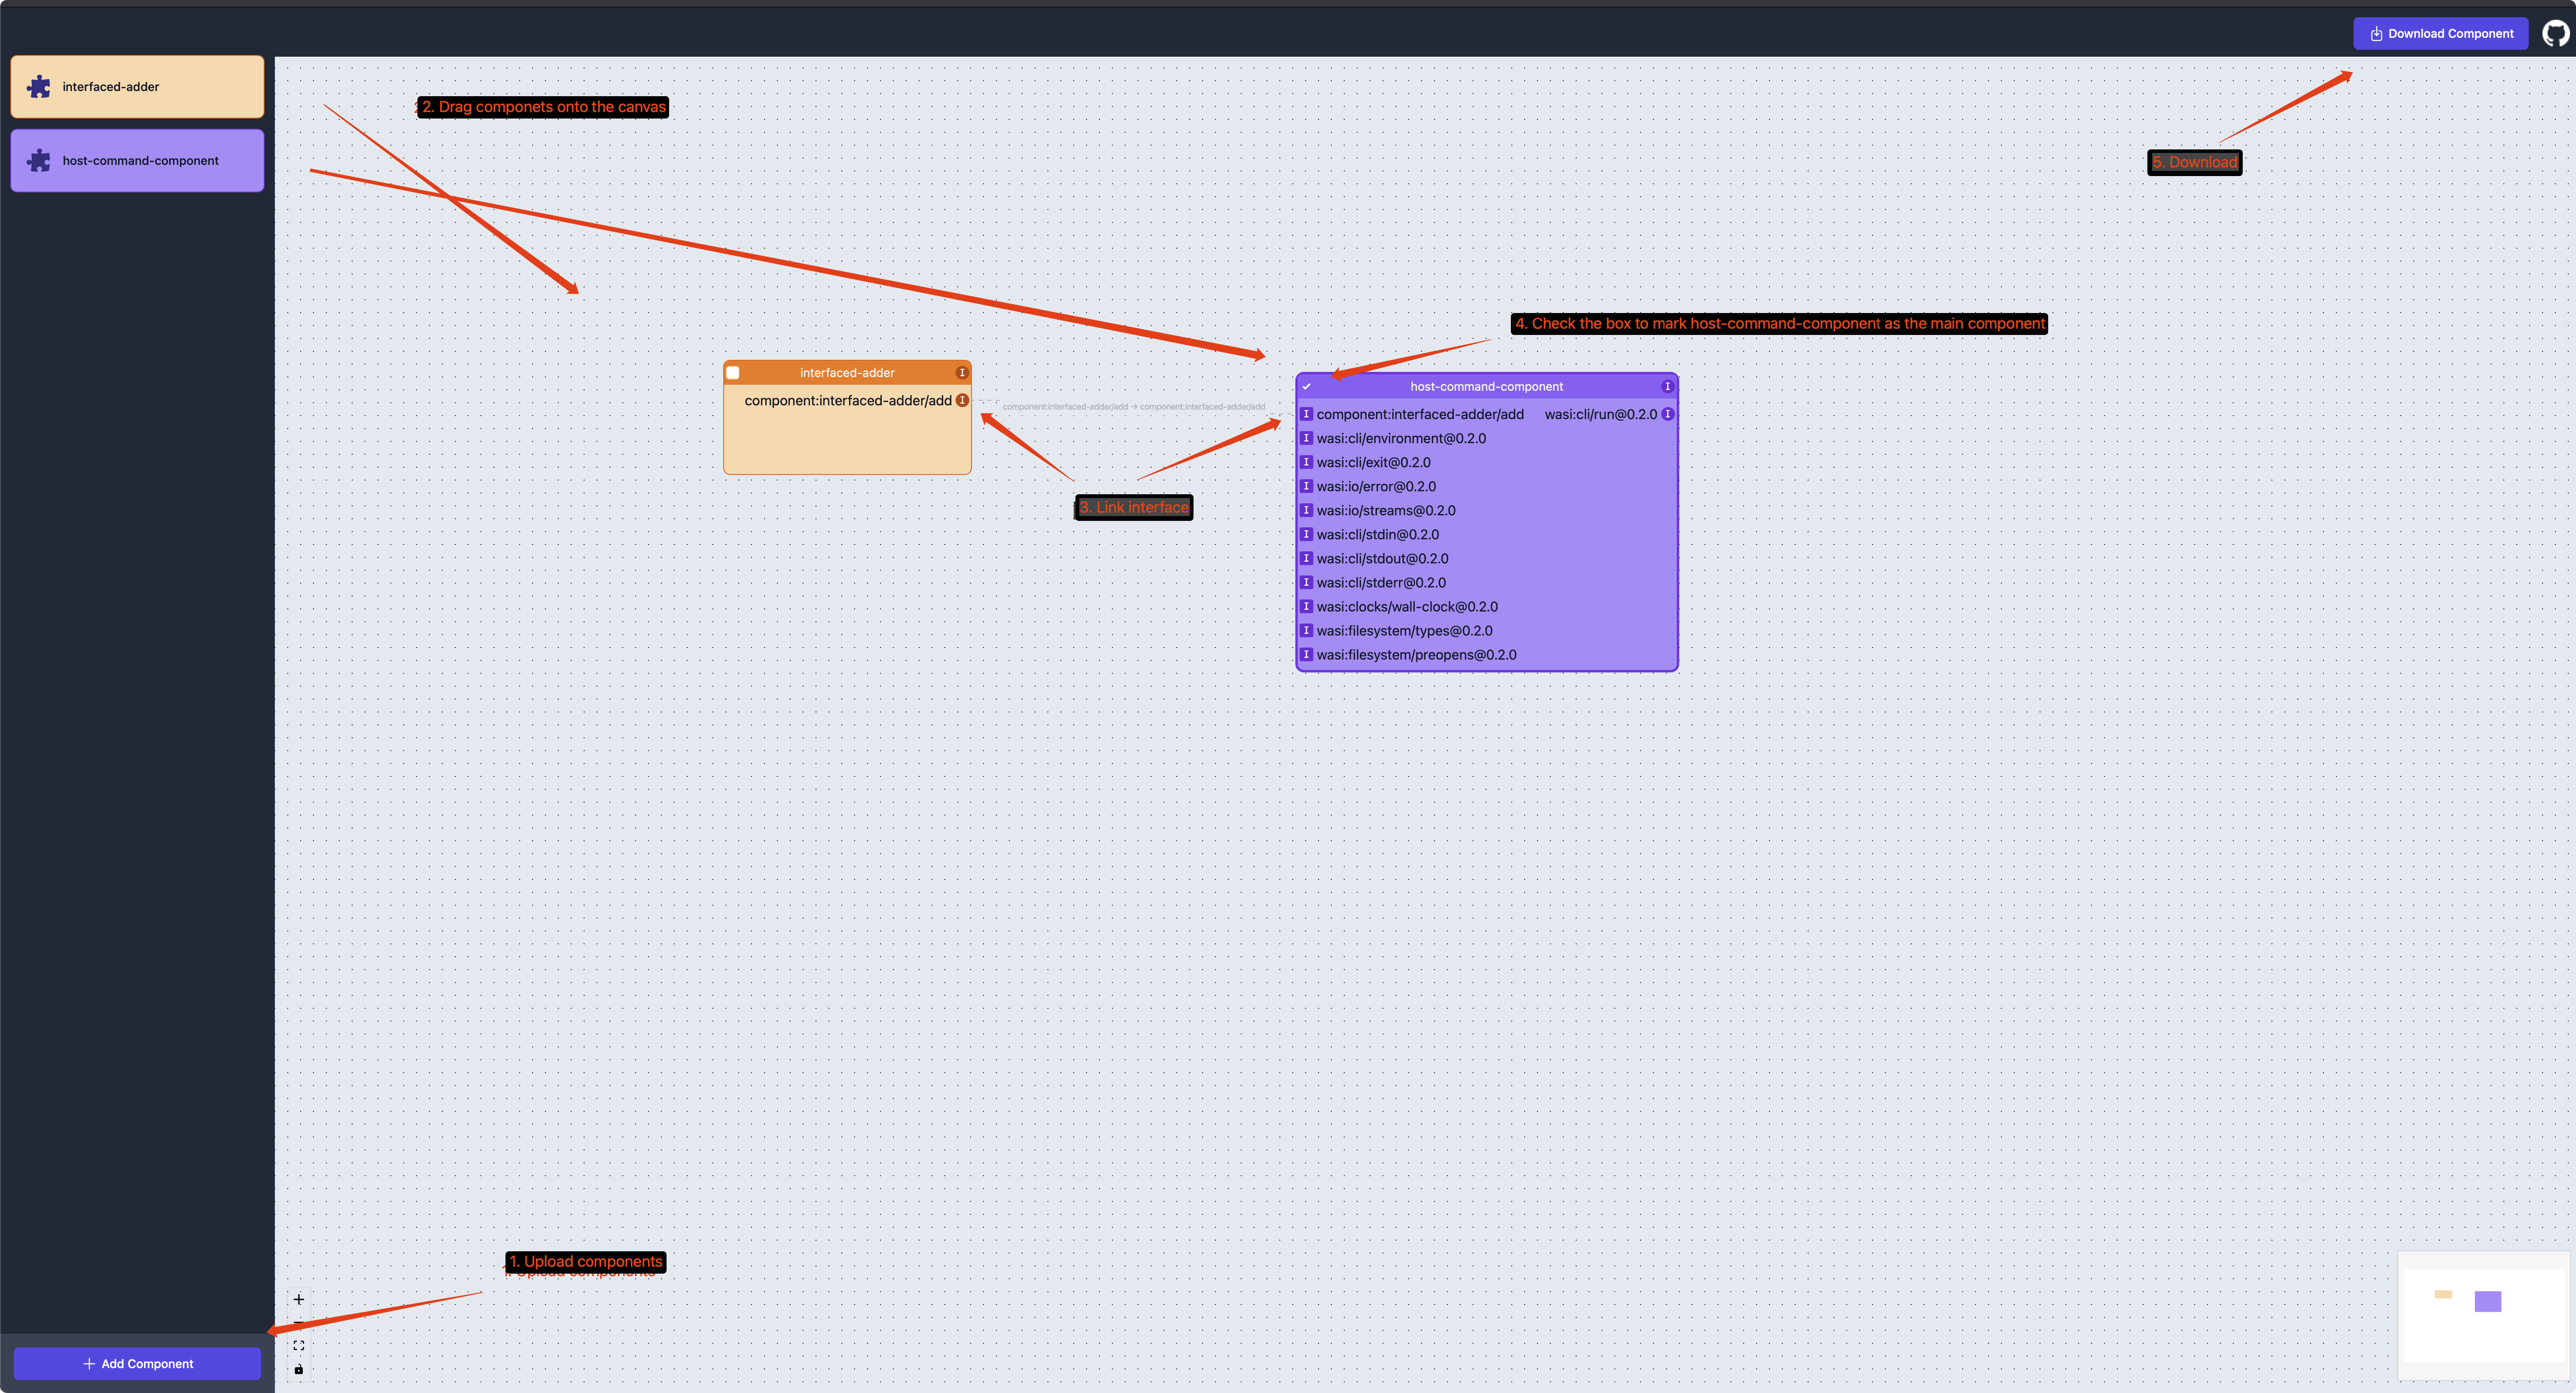 Download Component
interfaced-adder
host-command-component
2. Drag componets onto the canvas
5. Download
4. Check the box to mark host-command-component as the main component
interfaced-adder I
component:interfaced-adder/add I
component:interfaced-adder/add → component:interfaced-adder/add
host-command-component I
I component:interfaced-adder/add wasi:cli/run@0.2.0 I
I wasi:cli/environment@0.2.0
I wasi:cli/exit@0.2.0
I wasi:io/error@0.2.0
I wasi:io/streams@0.2.0
I wasi:cli/stdin@0.2.0
I wasi:cli/stdout@0.2.0
I wasi:cli/stderr@0.2.0
I wasi:clocks/wall-clock@0.2.0
I wasi:filesystem/types@0.2.0
I wasi:filesystem/preopens@0.2.0
3. Link interface
1. Upload components
Add Component